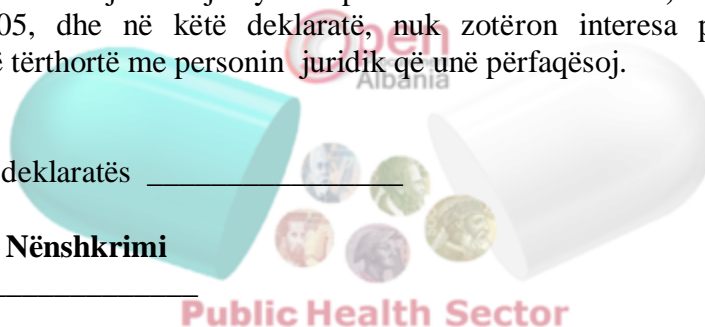 05, dhe në këtë deklaratë, nuk zotëron interesa p
tërthortë me personin juridik që unë përfaqësoj.
Open
Albania
deklaratës ________________
Nënshkrimi
Public Health Sector